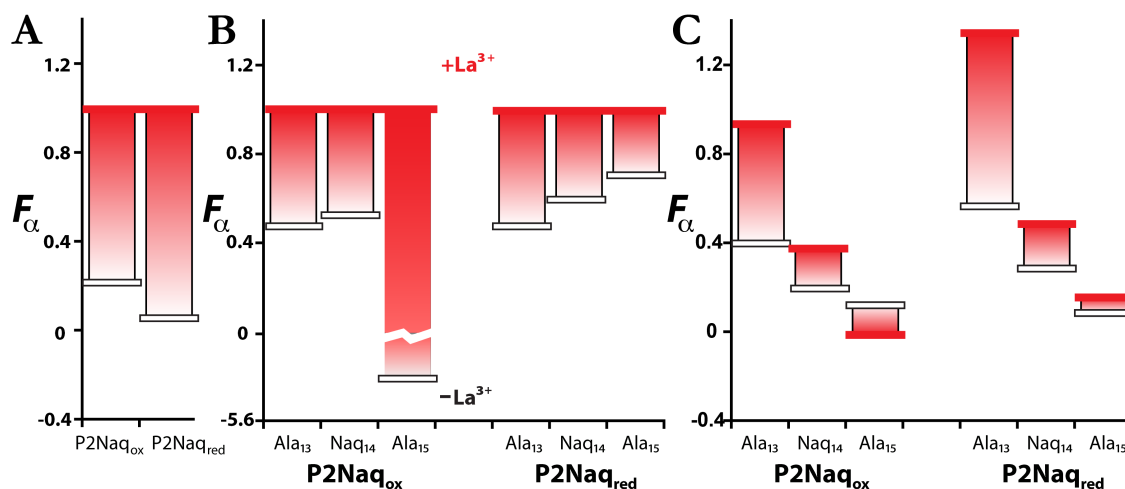 A
1.2
0.8
0.4
0
-0.4
Fα
P2Naqox
P2Naqred
B
1.2
0.8
0.4
0
-5.6
Fα
+La³⁺
−La³⁺
Ala₁₃
Naq₁₄
Ala₁₅
Ala₁₃
Naq₁₄
Ala₁₅
P2Naqox
P2Naqred
C
1.2
0.8
0.4
0
-0.4
Fα
Ala₁₃
Naq₁₄
Ala₁₅
Ala₁₃
Naq₁₄
Ala₁₅
P2Naqox
P2Naqred